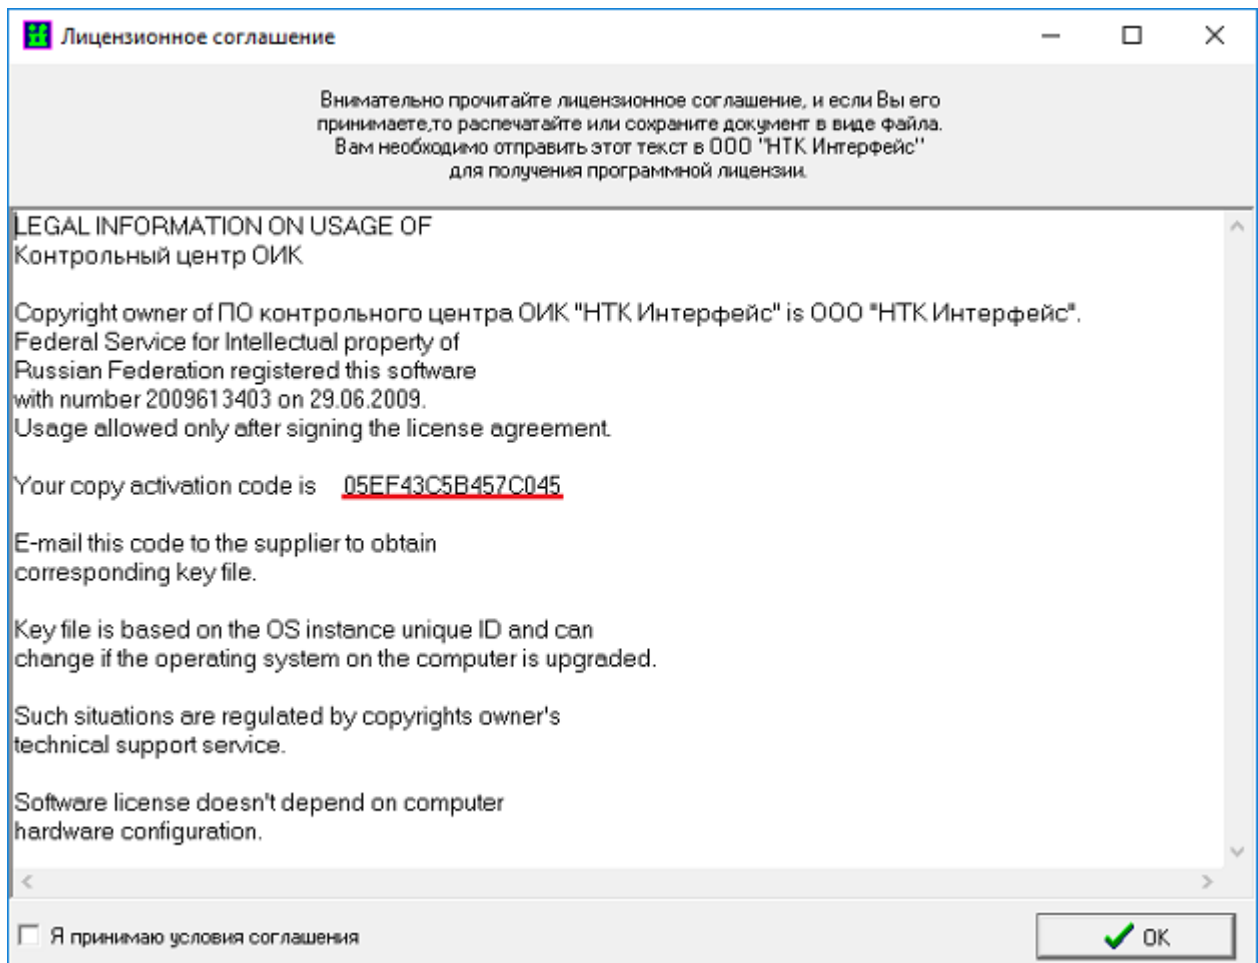 Лицензионное соглашение
Внимательно прочитайте лицензионное соглашение, и если Вы его
принимаете,то распечатайте или сохраните документ в виде файла.
Вам необходимо отправить этот текст в ООО "НТК Интерфейс"
для получения программной лицензии.
LEGAL INFORMATION ON USAGE OF
Контрольный центр ОИК
Copyright owner of ПО контрольного центра ОИК "НТК Интерфейс" is ООО "НТК Интерфейс".
Federal Service for Intellectual property of
Russian Federation registered this software
with number 2009613403 on 29.06.2009.
Usage allowed only after signing the license agreement.
Your copy activation code is 05EF43C5B457C045
E-mail this code to the supplier to obtain
corresponding key file.
Key file is based on the OS instance unique ID and can
change if the operating system on the computer is upgraded.
Such situations are regulated by copyrights owner's
technical support service.
Software license doesn't depend on computer
hardware configuration.
Я принимаю условия соглашения
OK